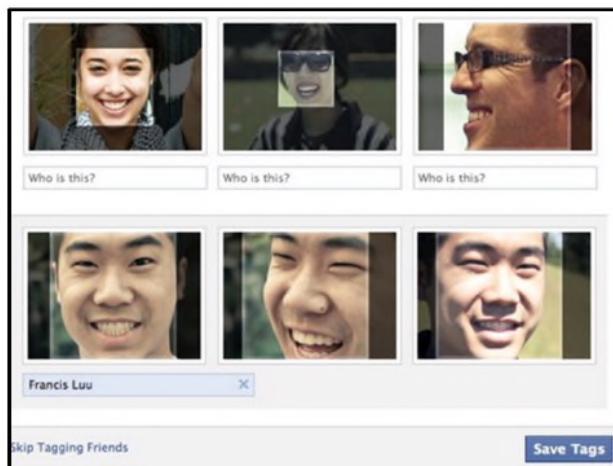 Who is this?
Who is this?
Who is this?
Francis Luu
Skip Tagging Friends
Save Tags